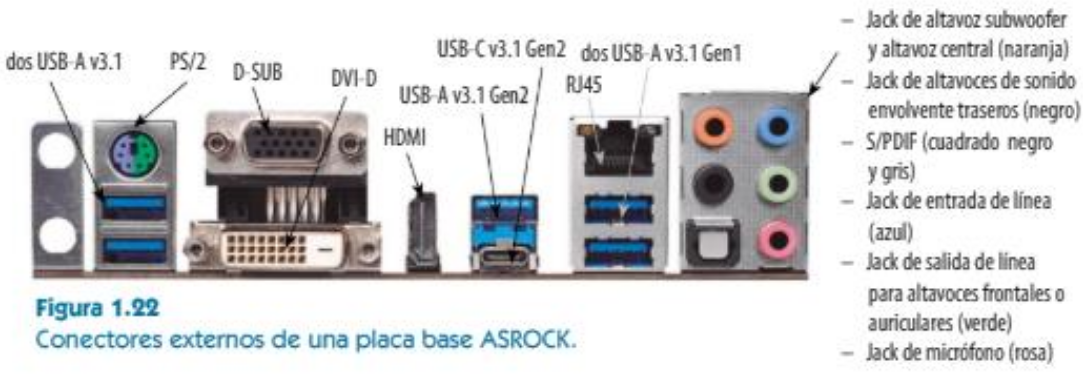 dos USB-A v3.1
PS/2
D-SUB
DVI-D
HDMI
USB-A v3.1 Gen2
USB-C v3.1 Gen2
RJ45
dos USB-A v3.1 Gen1
– Jack de altavoz subwoofer
y altavoz central (naranja)
– Jack de altavoces de sonido
envolvente traseros (negro)
– S/PDIF (cuadrado negro
y gris)
– Jack de entrada de línea
(azul)
– Jack de salida de línea
para altavoces frontales o
auriculares (verde)
– Jack de micrófono (rosa)
Figura 1.22
Conectores externos de una placa base ASROCK.